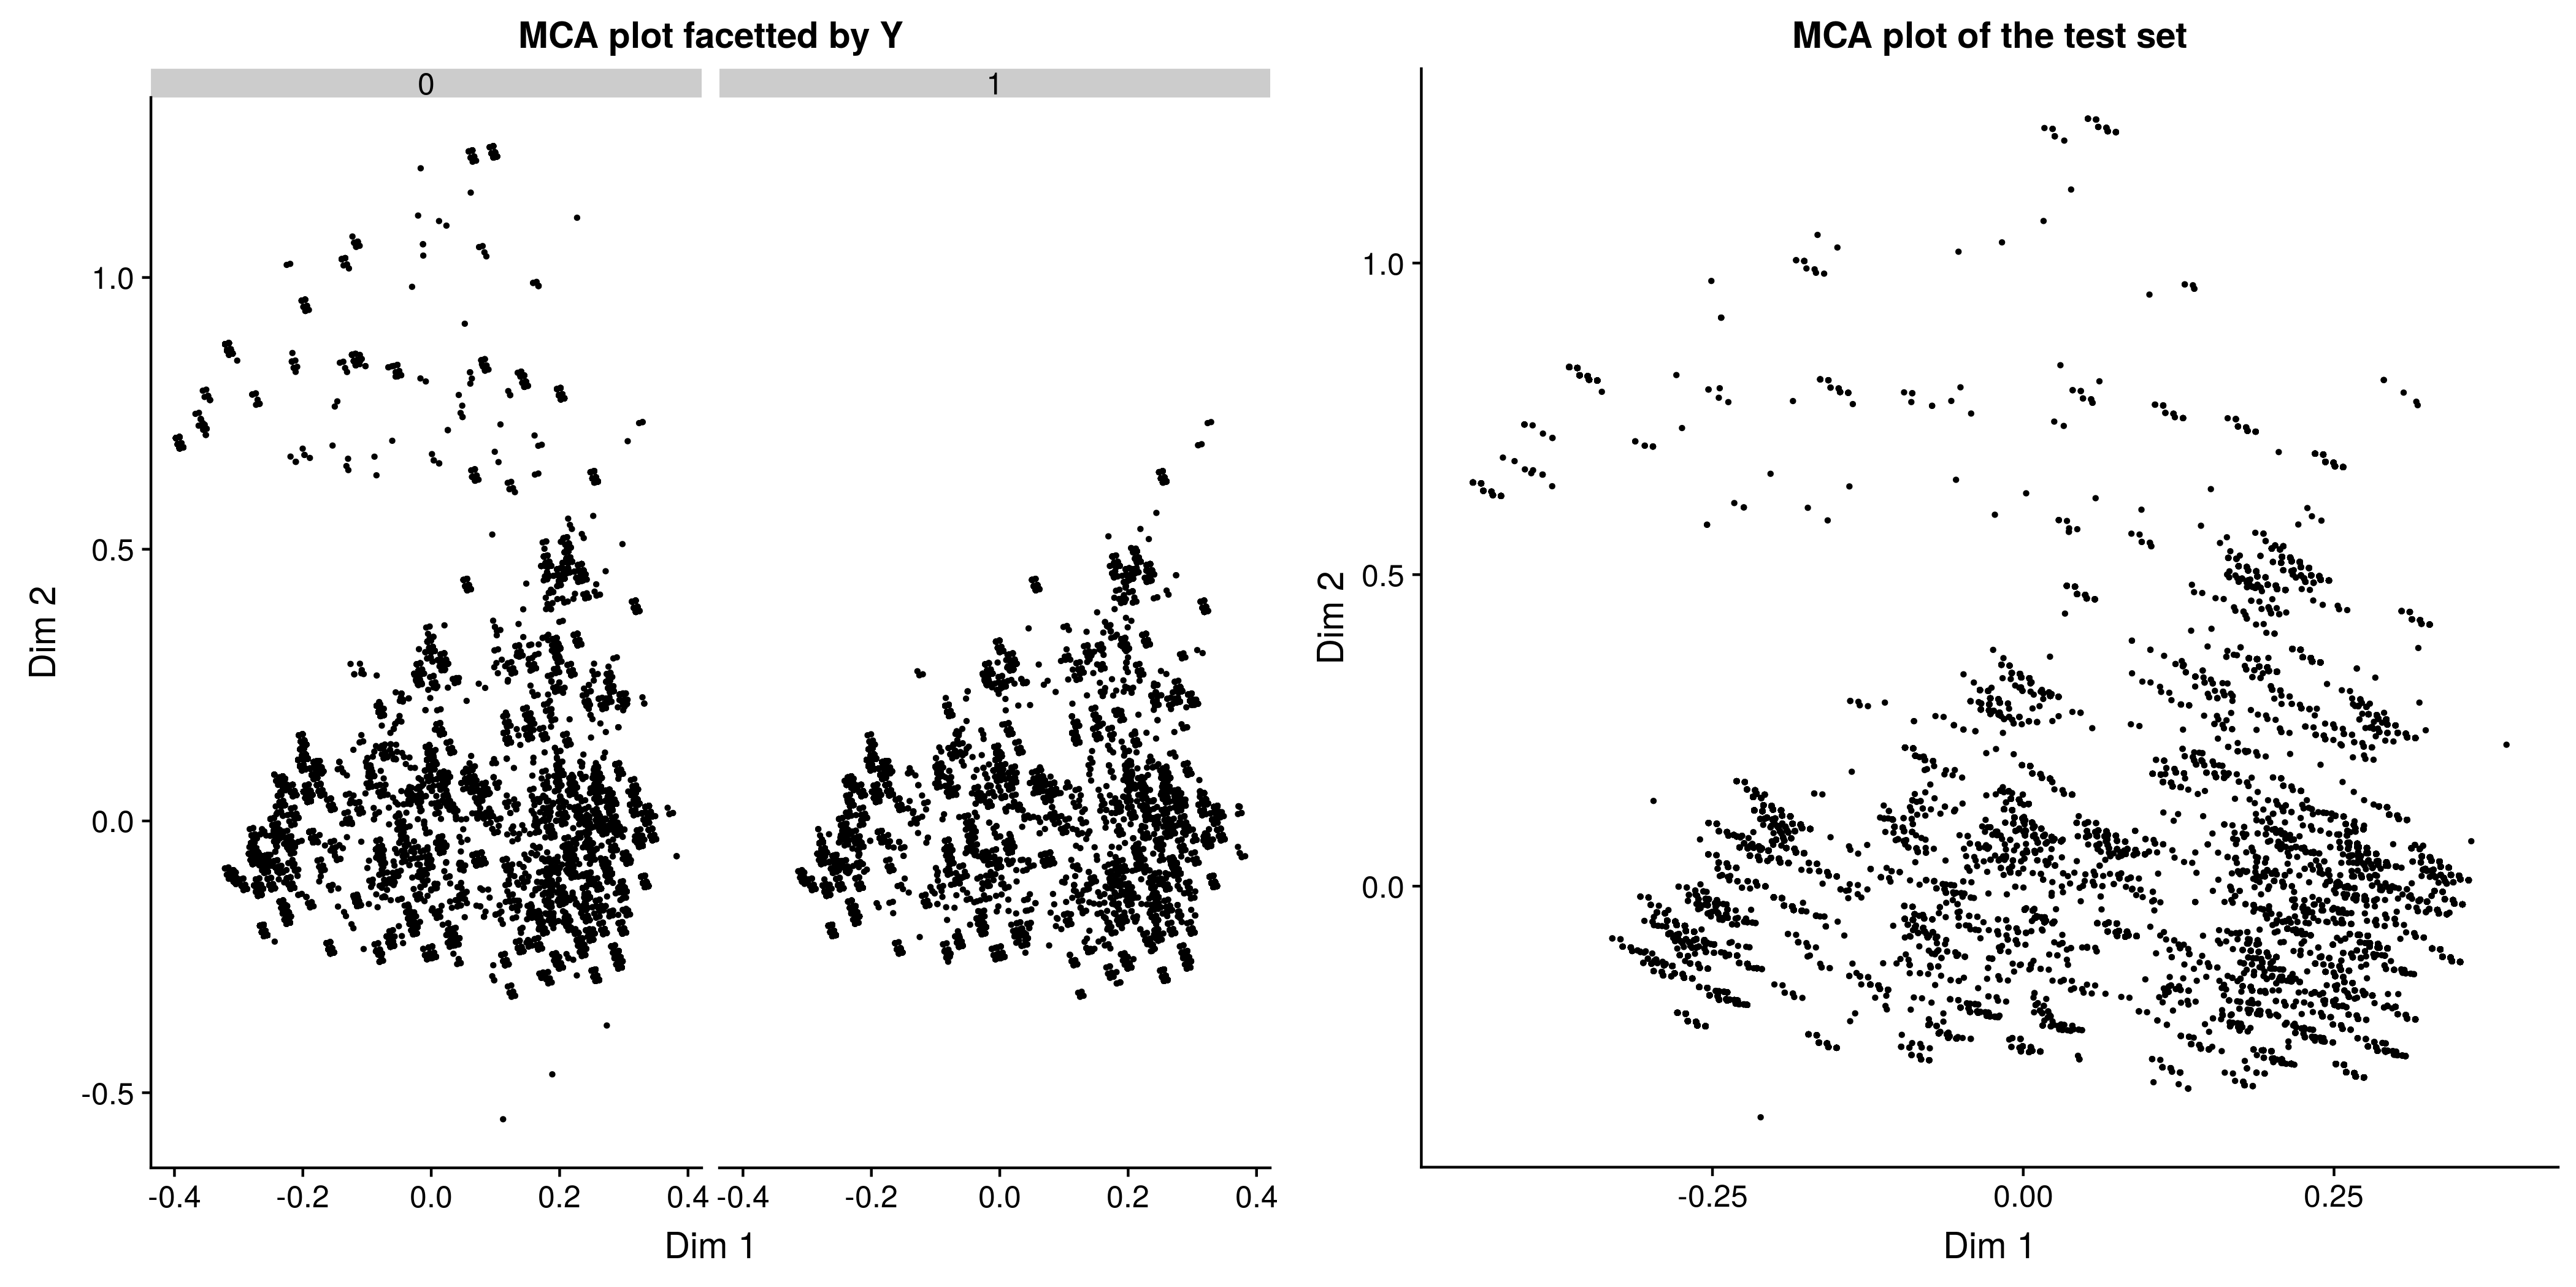 MCA plot facetted by Y
0
1
1.0
0.5
0.0
-0.5
Dim 2
-0.4 -0.2 0.0 0.2 0.4 -0.4 -0.2 0.0 0.2 0.4
Dim 1
MCA plot of the test set
1.0
0.5
0.0
Dim 2
-0.25 0.00 0.25
Dim 1